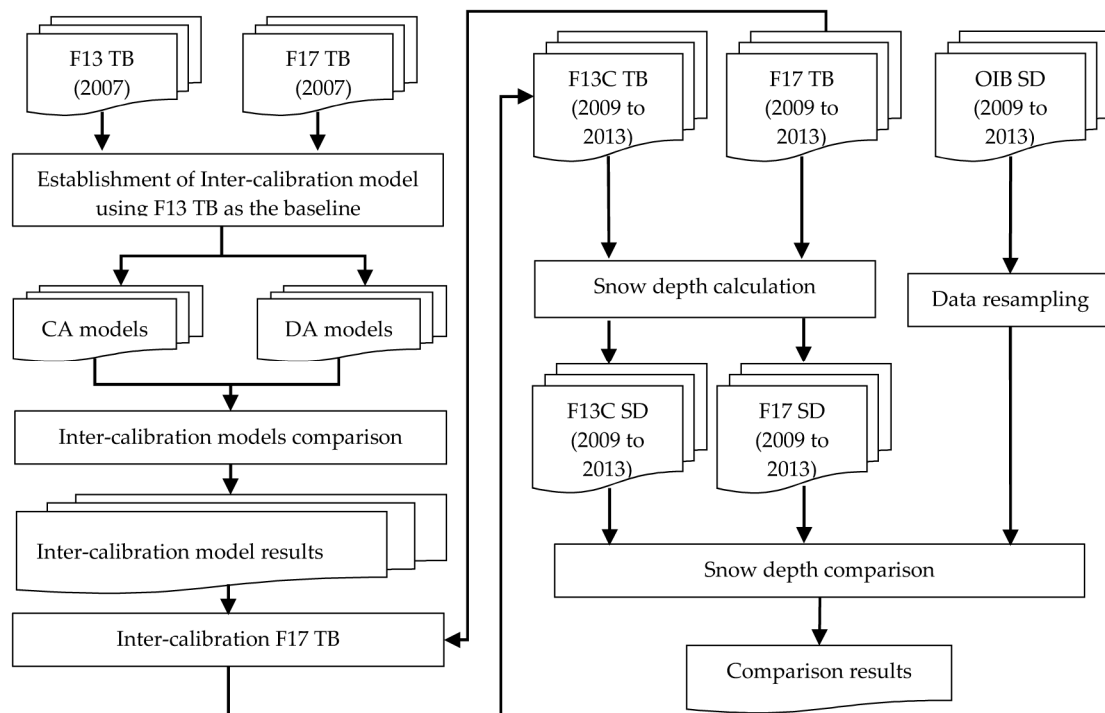 F13 TB
(2007)
F17 TB
(2007)
Establishment of Inter-calibration model
using F13 TB as the baseline
CA models
DA models
Inter-calibration models comparison
Inter-calibration model results
Inter-calibration F17 TB
F13C TB
(2009 to
2013)
F17 TB
(2009 to
2013)
OIB SD
(2009 to
2013)
Snow depth calculation
Data resampling
F13C SD
(2009 to
2013)
F17 SD
(2009 to
2013)
Snow depth comparison
Comparison results